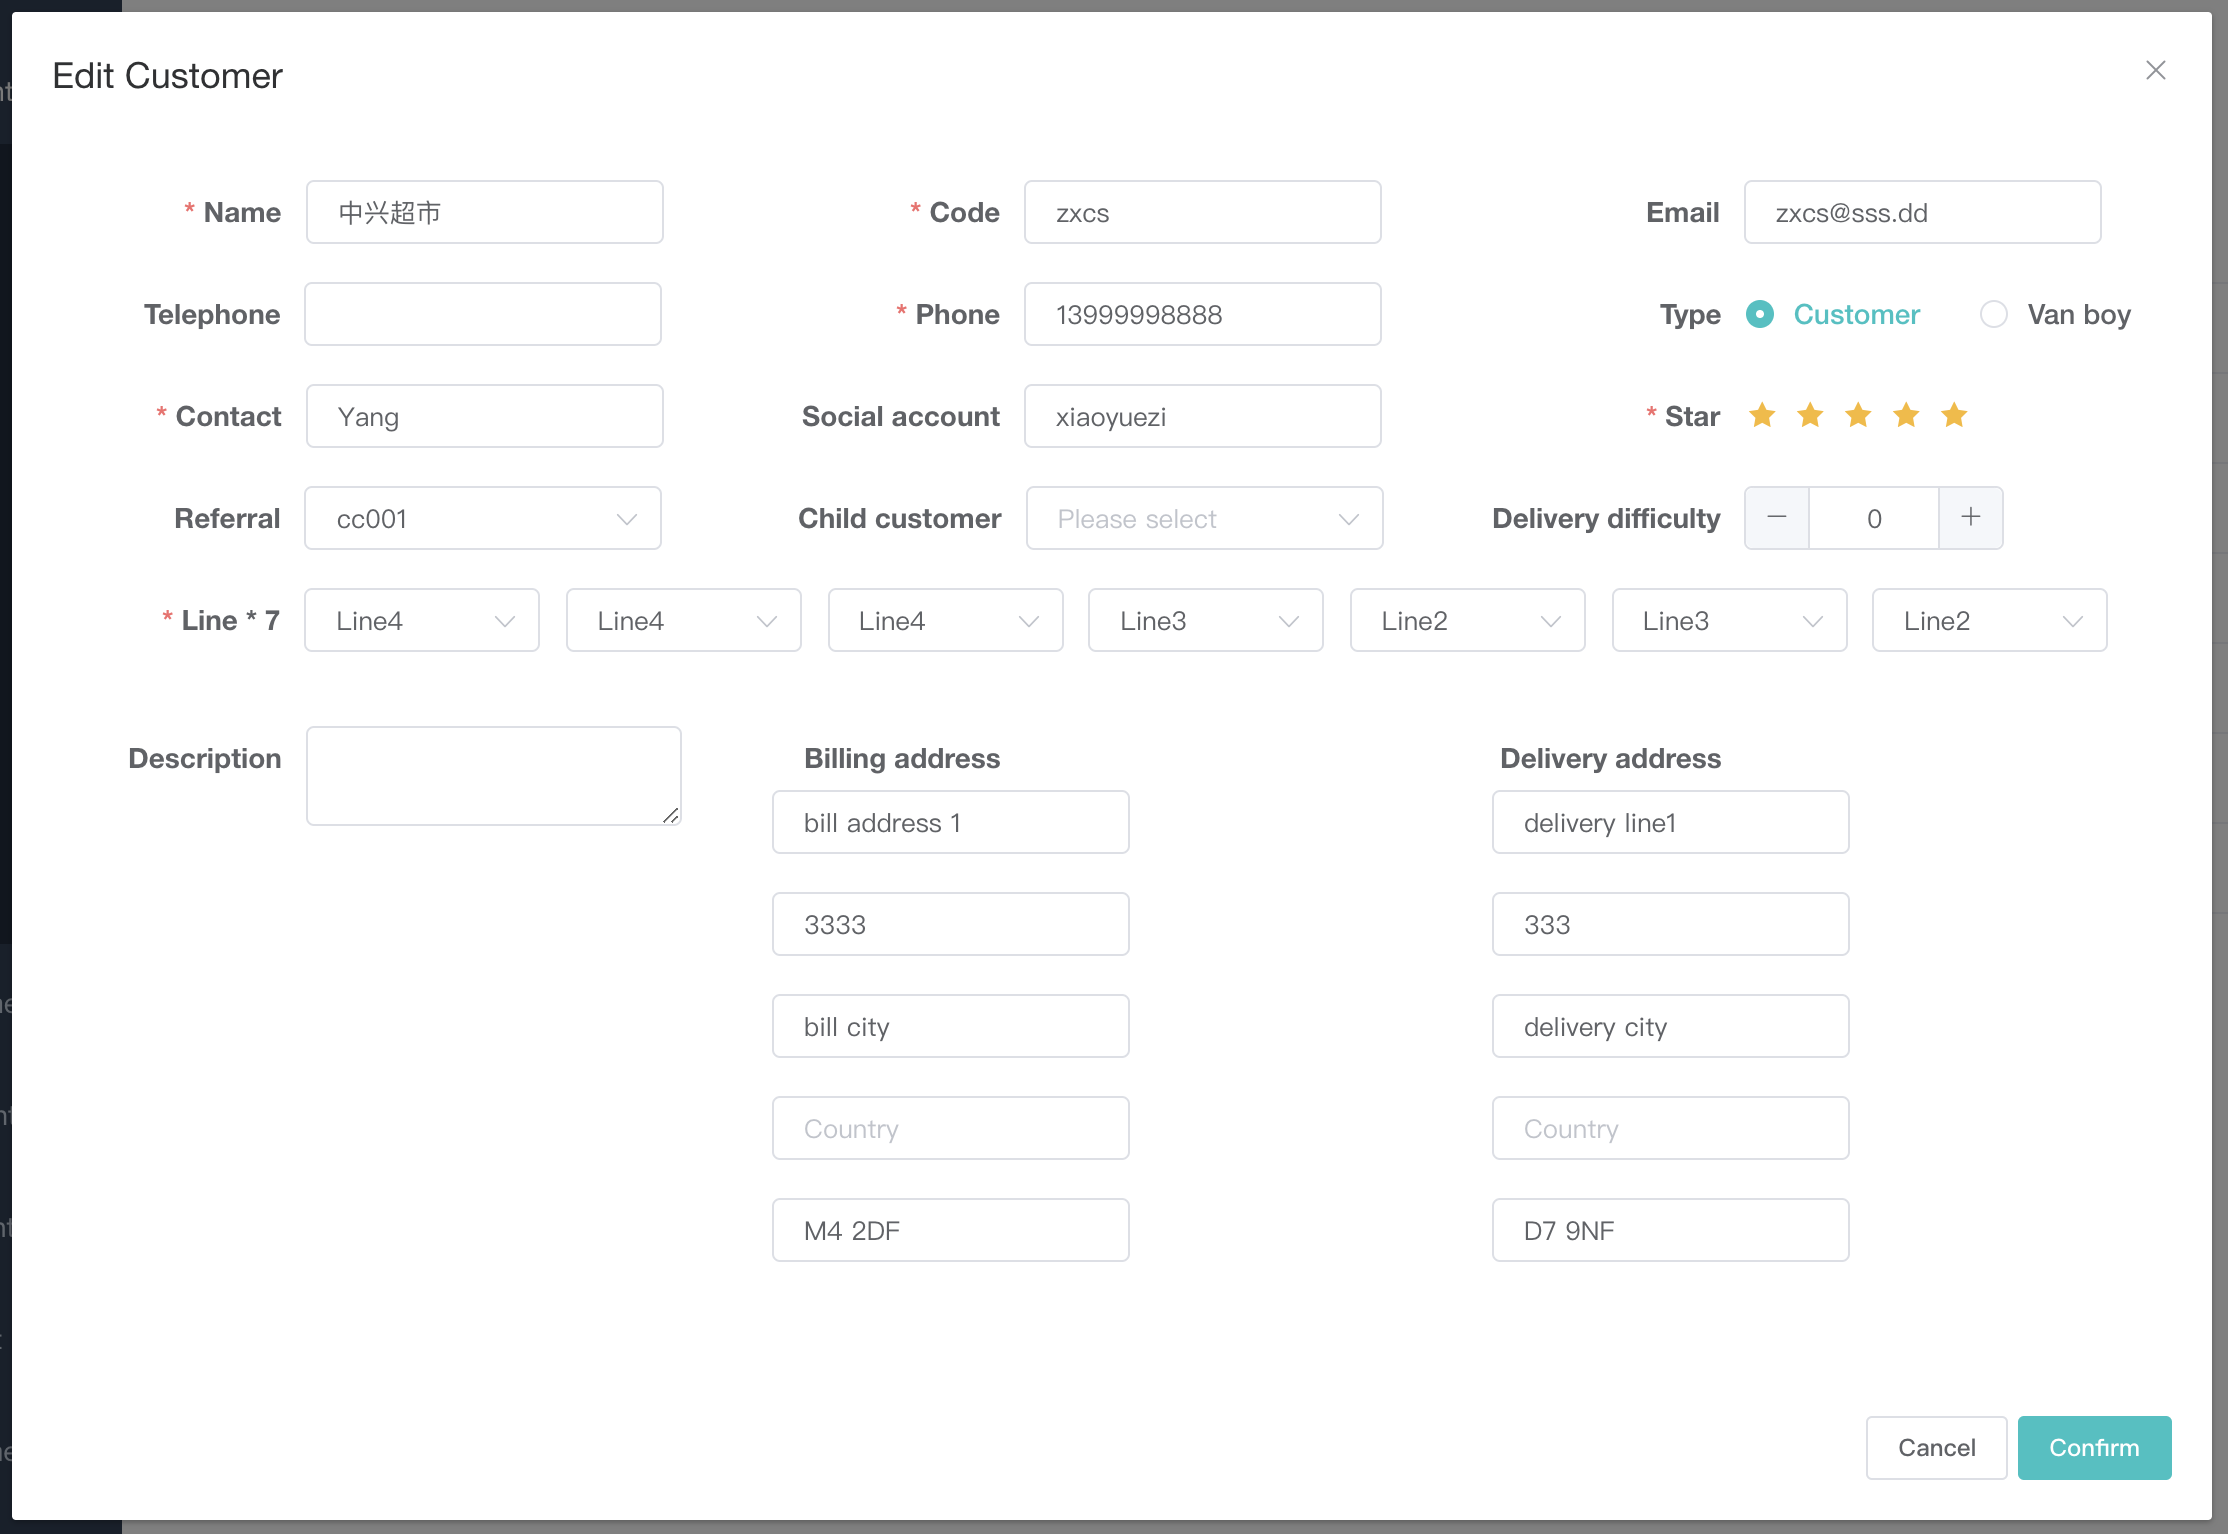 Edit Customer
* Name 中兴超市 * Code zxcs Email zxcs@sss.dd
Telephone * Phone 13999998888 Type Customer Van boy
* Contact Yang Social account xiaoyuezi * Star
Referral cc001 Child customer Please select Delivery difficulty 0
* Line * 7 Line4 Line4 Line4 Line3 Line2 Line3 Line2
Description Billing address Delivery address
bill address 1 delivery line1
3333 333
bill city delivery city
Country Country
M4 2DF D7 9NF
Cancel Confirm